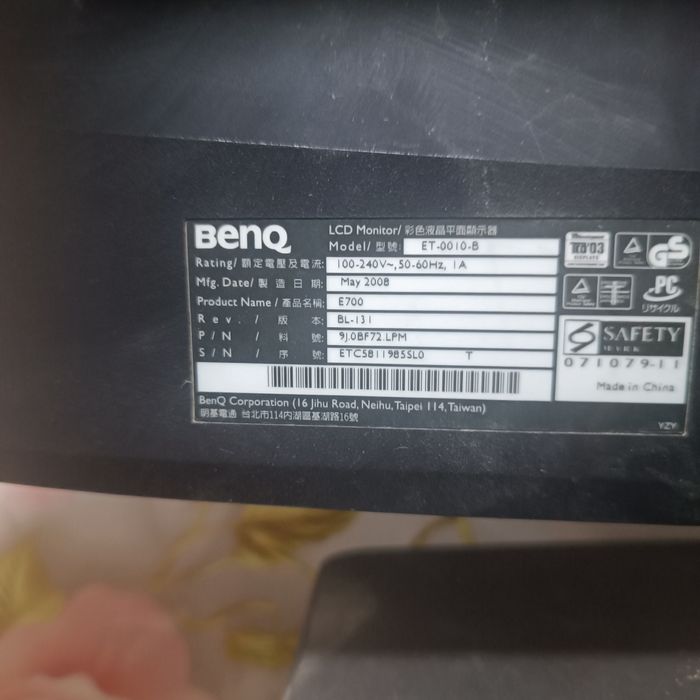 BenQ
LCD Monitor/ 彩色液晶平面顯示器
Model/ 型號: ET-0010-B
Rating/ 額定電壓及電流: 100-240V~,50-60Hz, 1A
Mfg. Date/ 製造日期: May 2008
Product Name / 產品名稱: E700
Rev. / 版本: BL-131
P/N / 料號: 9J.0BF72.LPM
S/N / 序號: ETC5811985SL0 T
BenQ Corporation (16 Jihu Road, Neihu, Taipei 114, Taiwan)
明基電通 台北市114內湖區基湖路16號
TCO'03
DISPLAYS
GS
PC
リサイクル
SAFETY
071079-11
Made in China
YZY